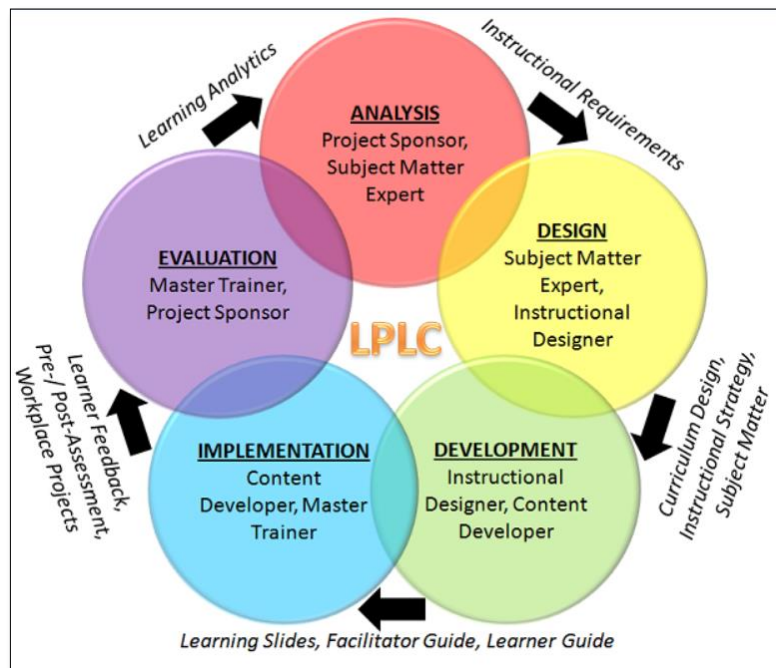 Learning Analytics
Instructional Requirements
ANALYSIS
Project Sponsor,
Subject Matter
Expert
DESIGN
Subject Matter
Expert,
Instructional
Designer
EVALUATION
Master Trainer,
Project Sponsor
LPLC
Curriculum Design,
Instructional Strategy,
Subject Matter
DEVELOPMENT
Instructional
Designer, Content
Developer
IMPLEMENTATION
Content
Developer, Master
Trainer
Learner Feedback,
Pre-/ Post-Assessment,
Workplace Projects
Learning Slides, Facilitator Guide, Learner Guide